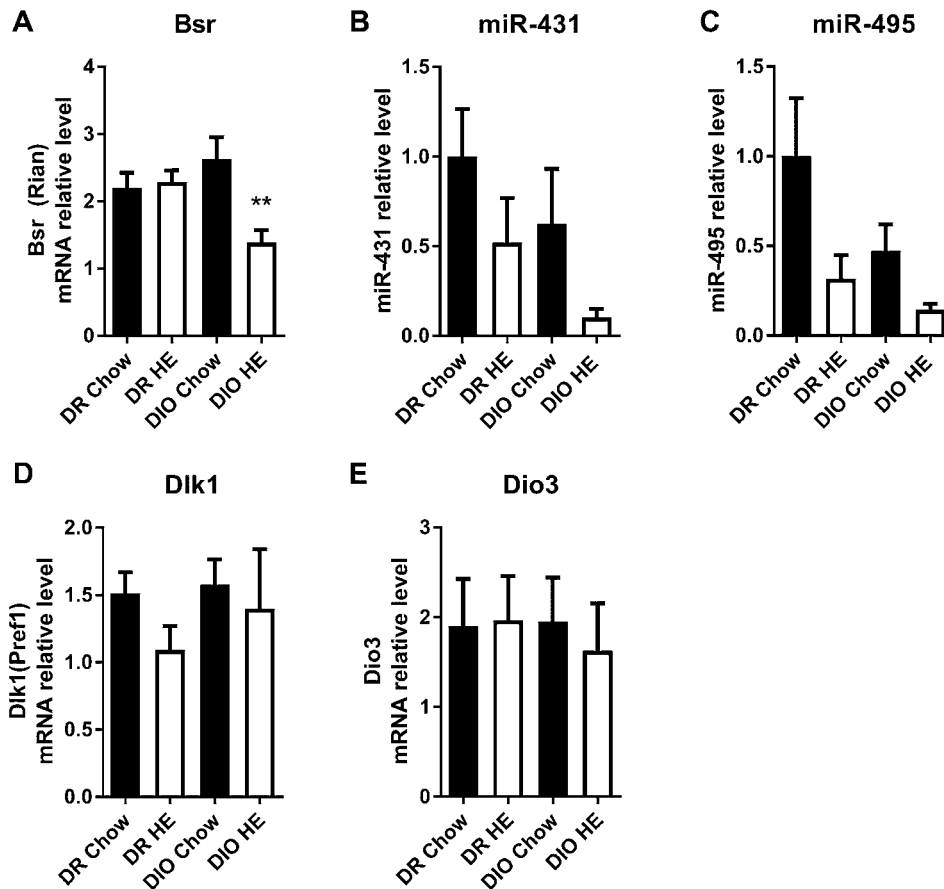 A Bsr
Bsr (Rian)
mRNA relative level
4
3
2
1
0
**
DR Chow
DR HE
DIO Chow
DIO HE
B miR-431
miR-431 relative level
1.5
1.0
0.5
0.0
DR Chow
DR HE
DIO Chow
DIO HE
C miR-495
miR-495 relative level
1.5
1.0
0.5
0.0
DR Chow
DR HE
DIO Chow
DIO HE
D Dlk1
Dlk1(Pref1)
mRNA relative level
2.0
1.5
1.0
0.5
0.0
DR Chow
DR HE
DIO Chow
DIO HE
E Dio3
Dio3
mRNA relative level
3
2
1
0
DR Chow
DR HE
DIO Chow
DIO HE